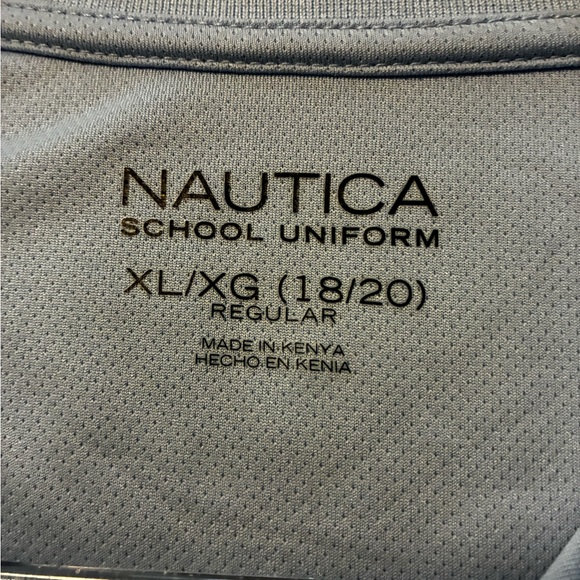 NAUTICA
SCHOOL UNIFORM
XL/XG (18/20)
REGULAR
MADE IN KENYA
HECHO EN KENIA